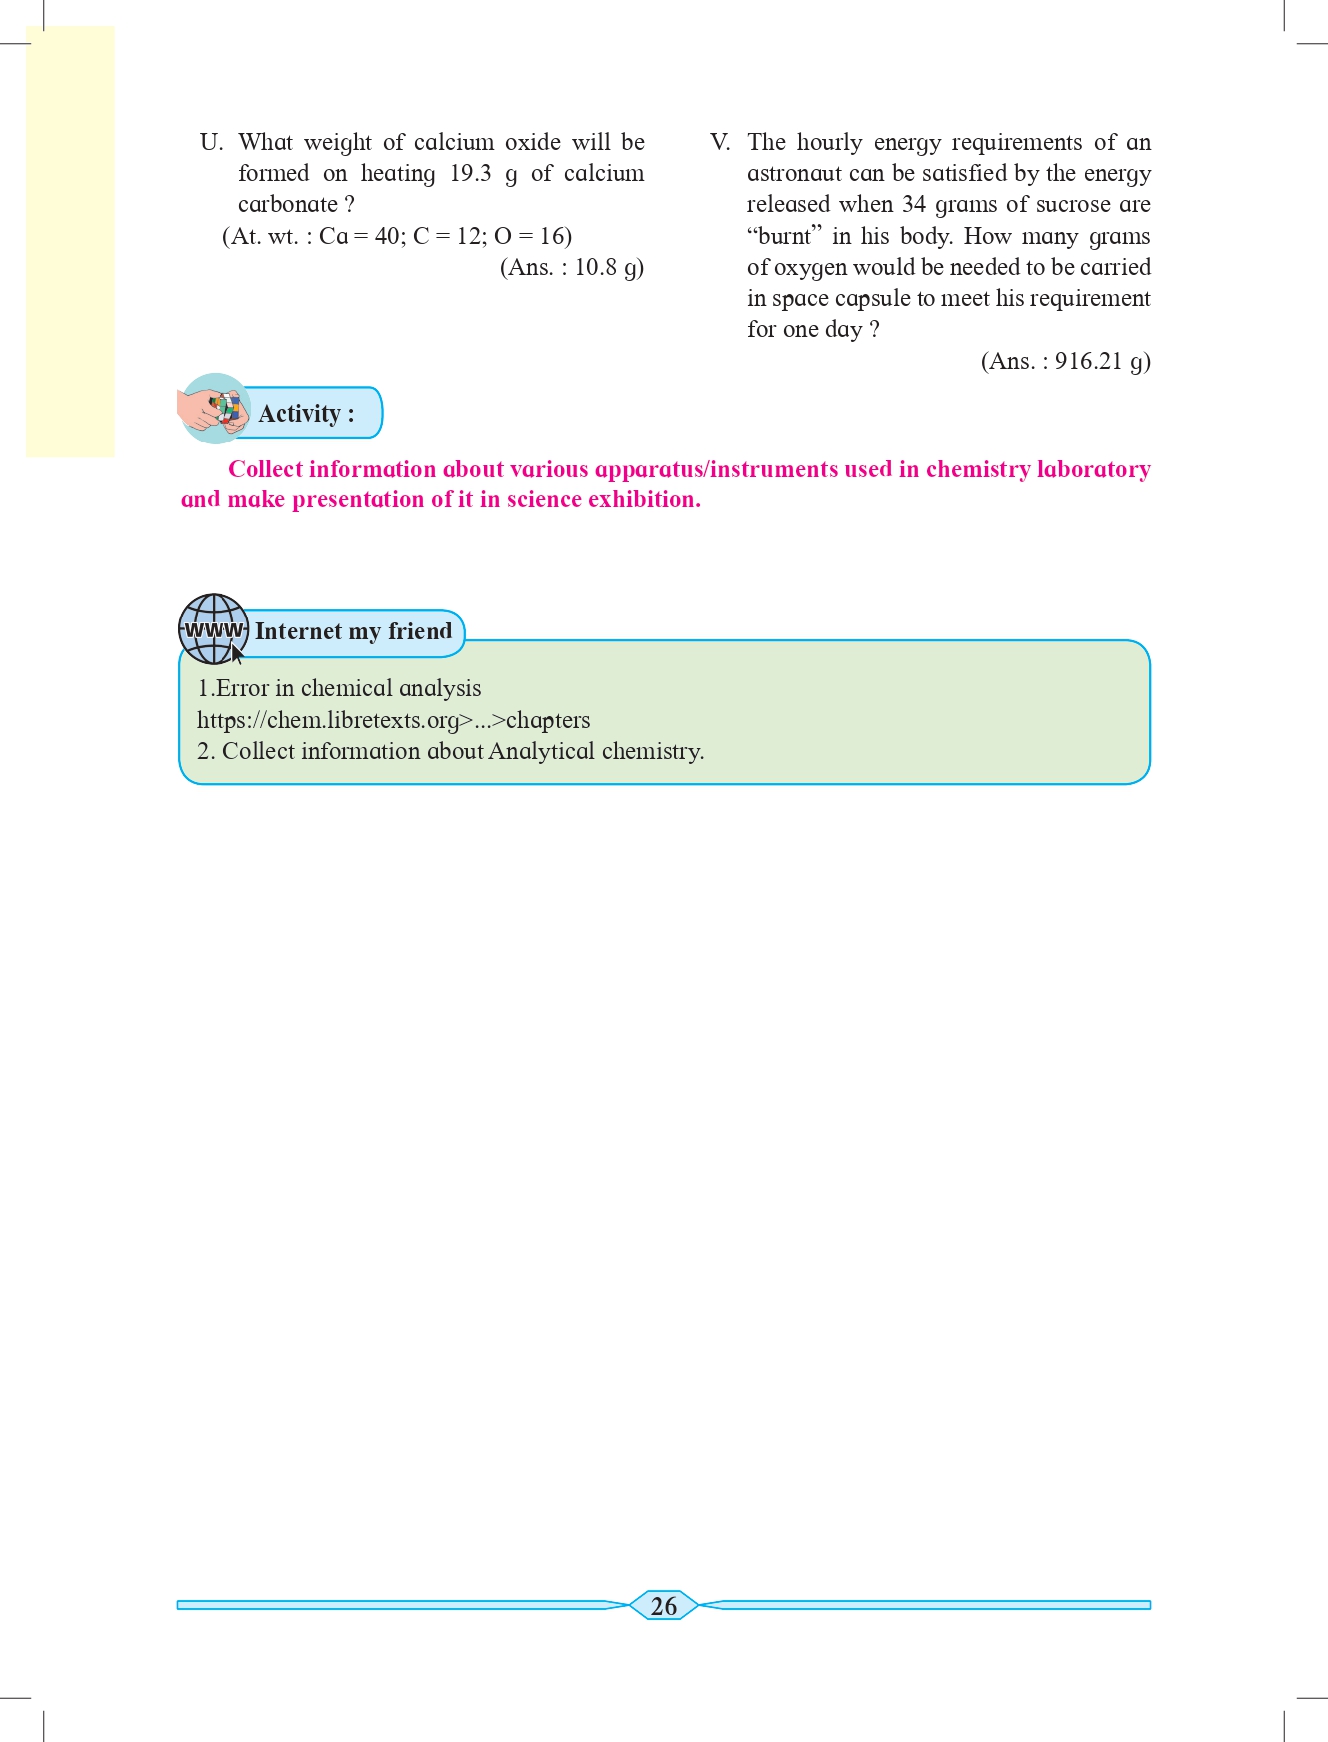 U. What weight of calcium oxide will be
formed on heating 19.3 g of calcium
carbonate ?
(At. wt. : Ca = 40; C = 12; O = 16)
(Ans. : 10.8 g)
V. The hourly energy requirements of an
astronaut can be satisfied by the energy
released when 34 grams of sucrose are
“burnt” in his body. How many grams
of oxygen would be needed to be carried
in space capsule to meet his requirement
for one day ?
(Ans. : 916.21 g)
Activity :
Collect information about various apparatus/instruments used in chemistry laboratory
and make presentation of it in science exhibition.
www Internet my friend
1.Error in chemical analysis
https://chem.libretexts.org>...>chapters
2. Collect information about Analytical chemistry.
26